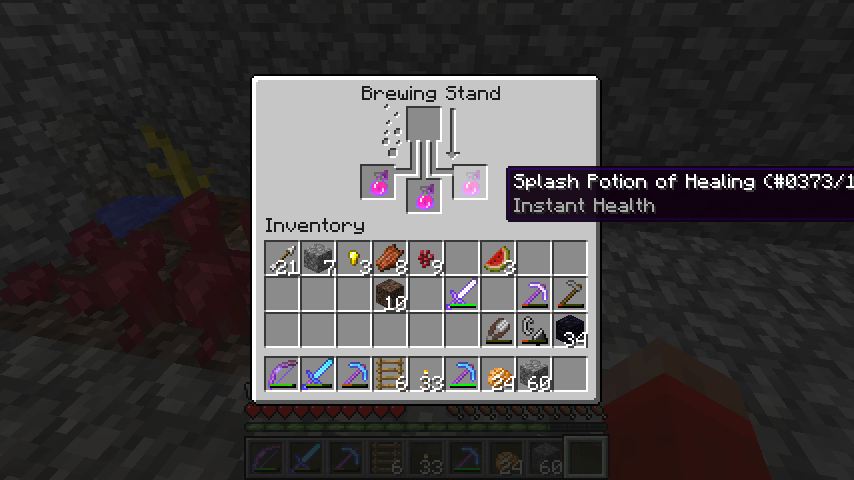 Brewing Stand
Splash Potion of Healing (#0373/1
Instant Health
Inventory
21 7 3 8 9 3
10
34
6 33 24 60
6 33 24 60